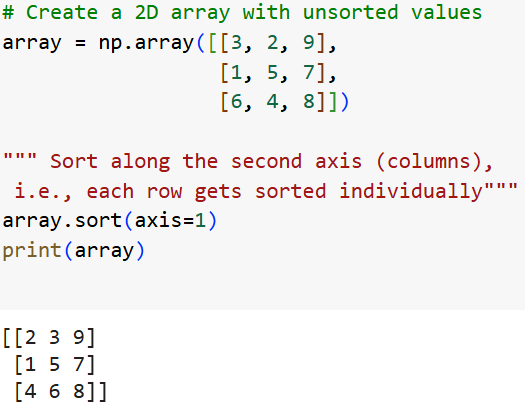 # Create a 2D array with unsorted values
array = np.array([[3, 2, 9],
                  [1, 5, 7],
                  [6, 4, 8]])
""" Sort along the second axis (columns),
 i.e., each row gets sorted individually"""
array.sort(axis=1)
print(array)
[[2 3 9]
 [1 5 7]
 [4 6 8]]